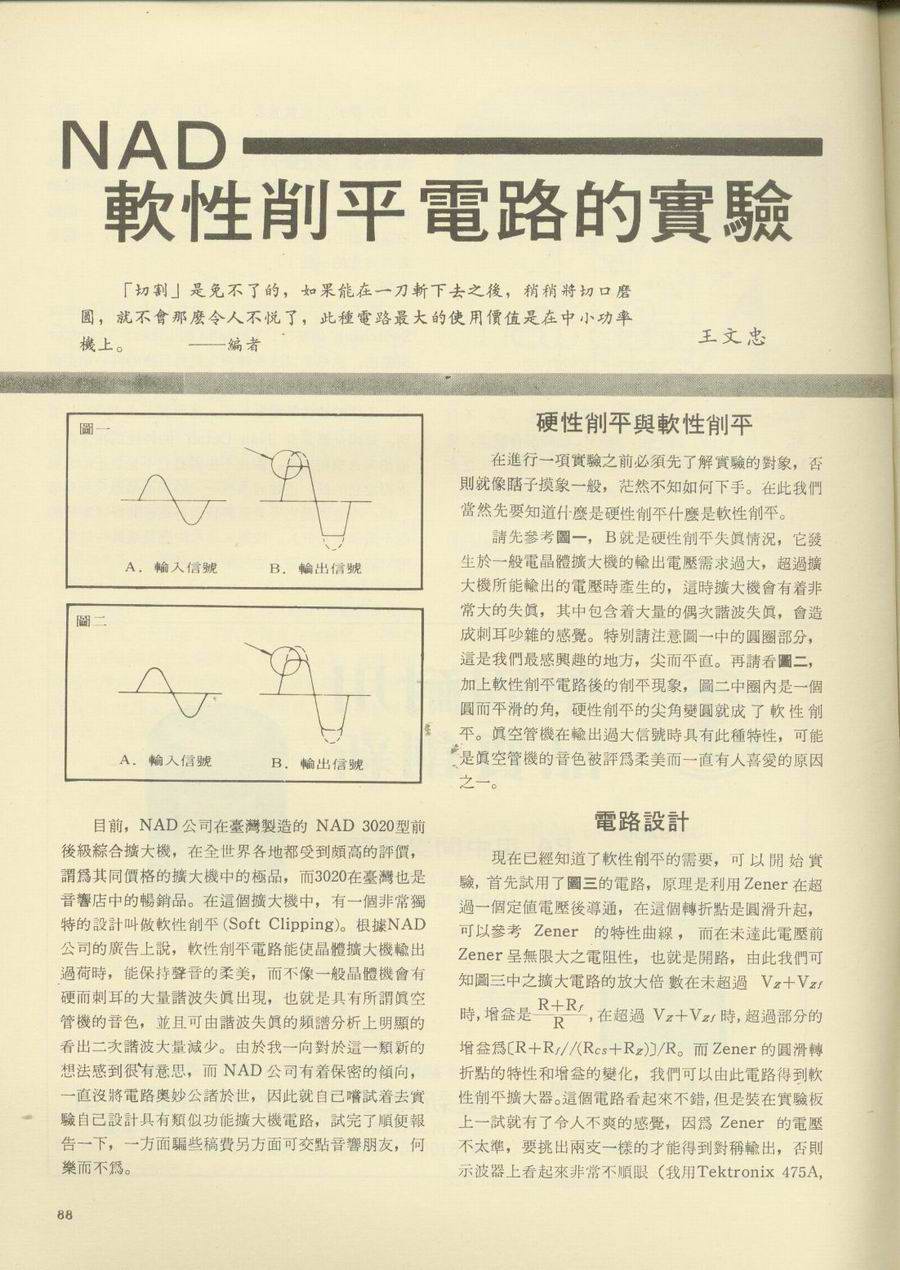 NAD
軟性削平電路的實驗
「切割」是免不了的，如果能在一刀斬下去之後，稍稍將切口磨
圓，就不會那麼令人不悅了，此種電路最大的使用價值是在中小功率
機上。　——編者
王文忠
圖一
A．輸入信號　B．輸出信號
圖二
A．輸入信號　B．輸出信號
目前，NAD公司在臺灣製造的 NAD 3020型前
後級綜合擴大機，在全世界各地都受到頗高的評價，
謂爲其同價格的擴大機中的極品，而3020在臺灣也是
音響店中的暢銷品。在這個擴大機中，有一個非常獨
特的設計叫做軟性削平(Soft Clipping)。根據NAD
公司的廣告上說，軟性削平電路能使晶體擴大機輸出
過荷時，能保持聲音的柔美，而不像一般晶體機會有
硬而刺耳的大量諧波失眞出現，也就是具有所謂眞空
管機的音色，並且可由諧波失眞的頻譜分析上明顯的
看出二次諧波大量減少。由於我一向對於這一類新的
想法感到很有意思，而 NAD 公司有着保密的傾向，
一直沒將電路奧妙公諸於世，因此就自己嚐試着去實
驗自己設計具有類似功能擴大機電路，試完了順便報
告一下，一方面騙些稿費另方面可交點音響朋友，何
樂而不爲。
硬性削平與軟性削平
在進行一項實驗之前必須先了解實驗的對象，否
則就像瞎子摸象一般，茫然不知如何下手。在此我們
當然先要知道什麼是硬性削平什麼是軟性削平。
請先參考圖一，B就是硬性削平失眞情況，它發
生於一般電晶體擴大機的輸出電壓需求過大，超過擴
大機所能輸出的電壓時產生的，這時擴大機會有着非
常大的失眞，其中包含着大量的偶次諧波失眞，會造
成刺耳吵雜的感覺。特別請注意圖一中的圓圈部分，
這是我們最感興趣的地方，尖而平直。再請看圖二，
加上軟性削平電路後的削平現象，圖二中圈內是一個
圓而平滑的角，硬性削平的尖角變圓就成了軟性削
平。眞空管機在輸出過大信號時具有此種特性，可能
是眞空管機的音色被評爲柔美而一直有人喜愛的原因
之一。
電路設計
現在已經知道了軟性削平的需要，可以開始實
驗，首先試用了圖三的電路，原理是利用 Zener 在超
過一個定值電壓後導通，在這個轉折點是圓滑升起，
可以參考 Zener 的特性曲線，而在未達此電壓前
Zener 呈無限大之電阻性，也就是開路，由此我們可
知圖三中之擴大電路的放大倍數在未超過 Vz+Vzf
時，增益是 (R+Rf)/R，在超過 Vz+Vzf 時，超過部分的
增益爲〔R+Rf//(Rcs+Rz)〕/R。而 Zener 的圓滑轉
折點的特性和增益的變化，我們可以由此電路得到軟
性削平擴大器。這個電路看起來不錯，但是裝在實驗板
上一試就有了令人不爽的感覺，因爲 Zener 的電壓
不太準，要挑出兩支一樣的才能得到對稱輸出，否則
示波器上看起來非常不順眼（我用Tektronix 475A,
88